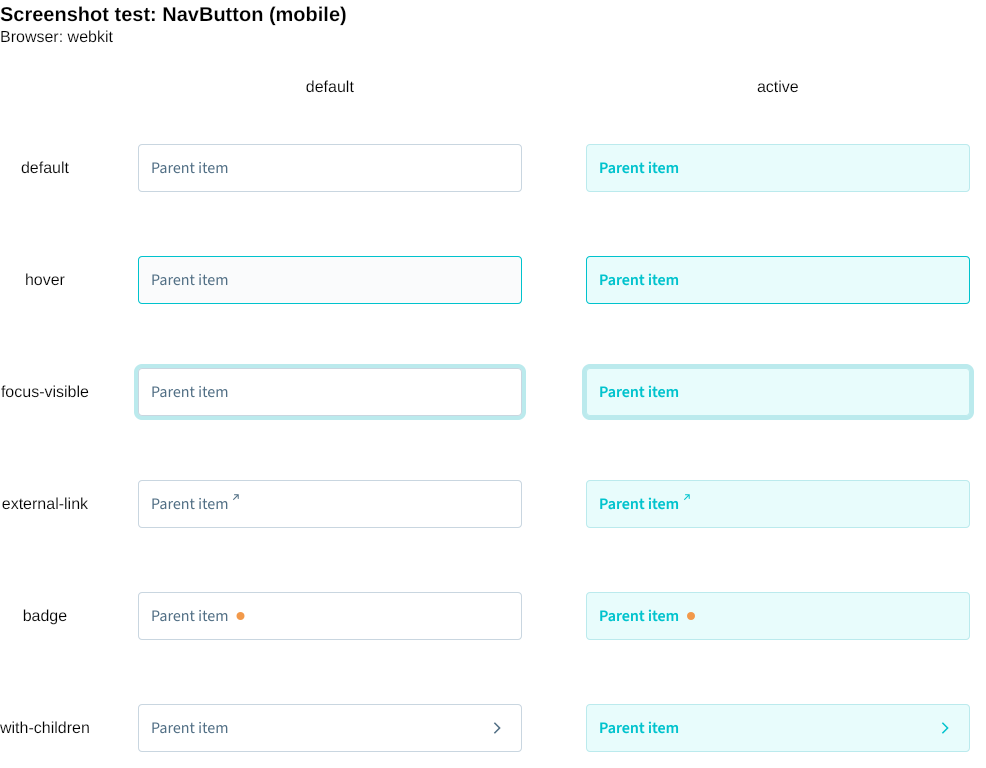 Screenshot test: NavButton (mobile)
Browser: webkit
default active
default Parent item Parent item
hover Parent item Parent item
focus-visible Parent item Parent item
external-link Parent item Parent item
badge Parent item Parent item
with-children Parent item Parent item